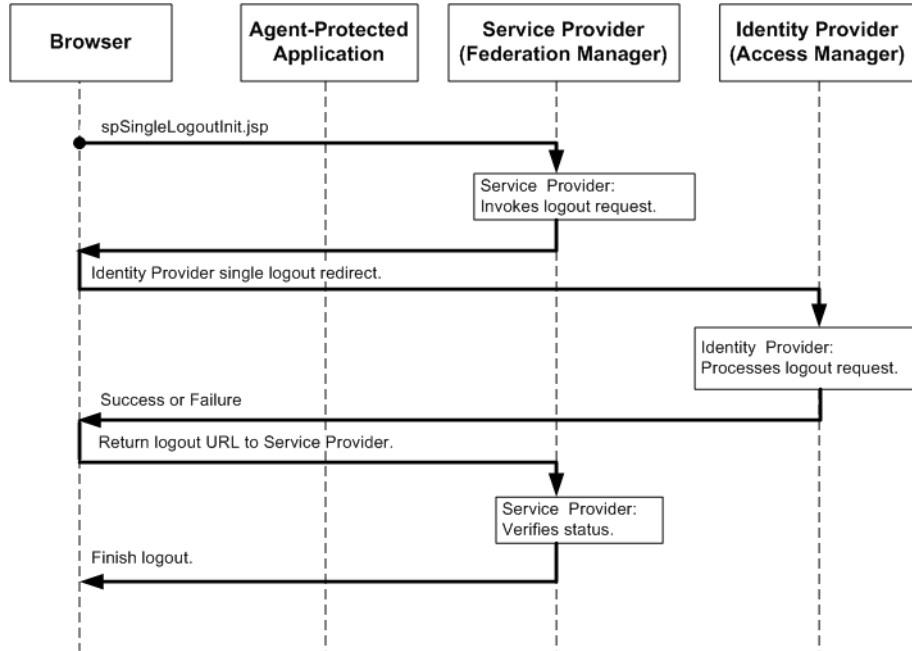 Browser
Agent-Protected
Application
Service Provider
(Federation Manager)
Identity Provider
(Access Manager)
spSingleLogoutInit.jsp
Service Provider:
Invokes logout request.
Identity Provider single logout redirect.
Identity Provider:
Processes logout request.
Success or Failure
Return logout URL to Service Provider.
Service Provider:
Verifies status.
Finish logout.